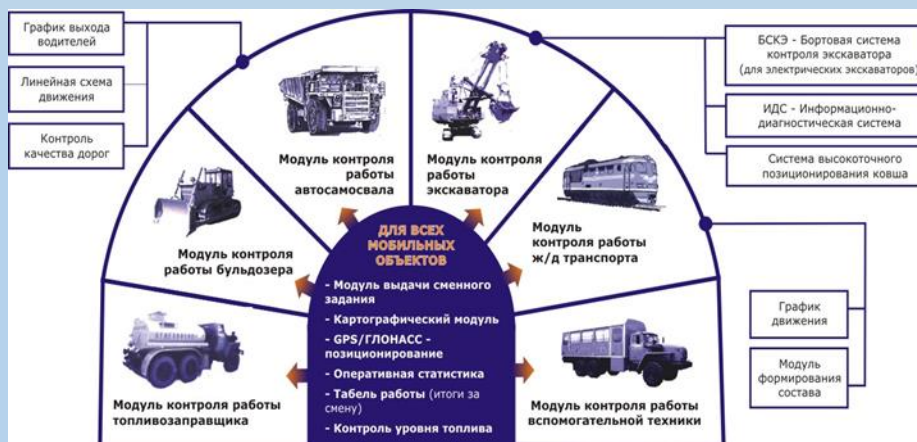 График выхода
водителей
Линейная схема
движения
Контроль
качества дорог
Модуль контроля
работы
автосамосвала
Модуль контроля
работы
экскаватора
БСКЭ - Бортовая система
контроля экскаватора
(для электрических экскаваторов)
ИДС - Информационно-
диагностическая система
Система высокоточного
позиционирования ковша
Модуль контроля
работы бульдозера
Модуль
контроля работы
ж/д транспорта
ДЛЯ ВСЕХ
МОБИЛЬНЫХ
ОБЪЕКТОВ
- Модуль выдачи сменного
задания
- Картографический модуль
- GPS/ГЛОНАСС -
позиционирование
- Оперативная статистика
- Табель работы (итоги за
смену)
- Контроль уровня топлива
График
движения
Модуль
формирования
состава
Модуль контроля работы
топливозаправщика
Модуль контроля работы
вспомогательной техники